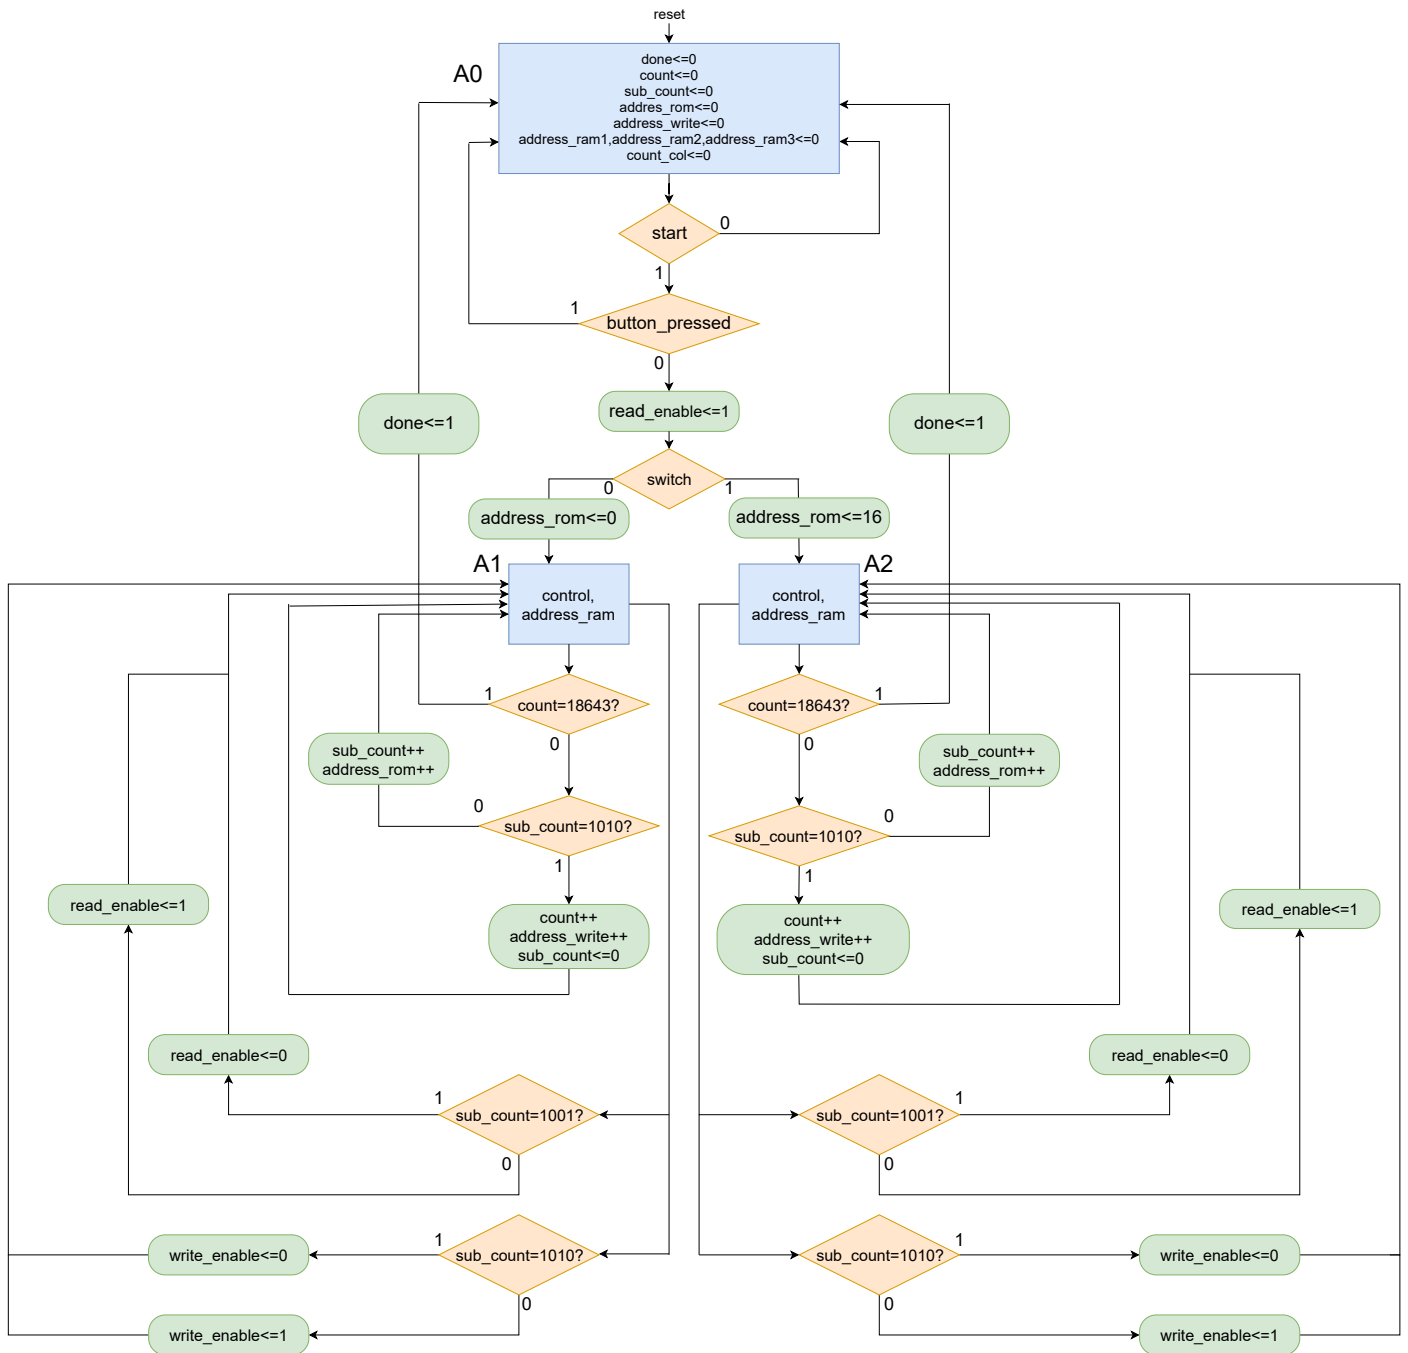 reset
A0
done<=0
count<=0
sub_count<=0
addres_rom<=0
address_write<=0
address_ram1,address_ram2,address_ram3<=0
count_col<=0
start
0
1
button_pressed
1
0
read_enable<=1
done<=1
done<=1
switch
0
1
address_rom<=0
address_rom<=16
A1
control,
address_ram
A2
control,
address_ram
count=18643?
1
0
count=18643?
1
0
sub_count++
address_rom++
sub_count++
address_rom++
sub_count=1010?
0
1
sub_count=1010?
0
1
read_enable<=1
count++
address_write++
sub_count<=0
count++
address_write++
sub_count<=0
read_enable<=1
read_enable<=0
read_enable<=0
1
sub_count=1001?
0
sub_count=1001?
1
0
write_enable<=0
1
sub_count=1010?
0
sub_count=1010?
1
0
write_enable<=0
write_enable<=1
write_enable<=1